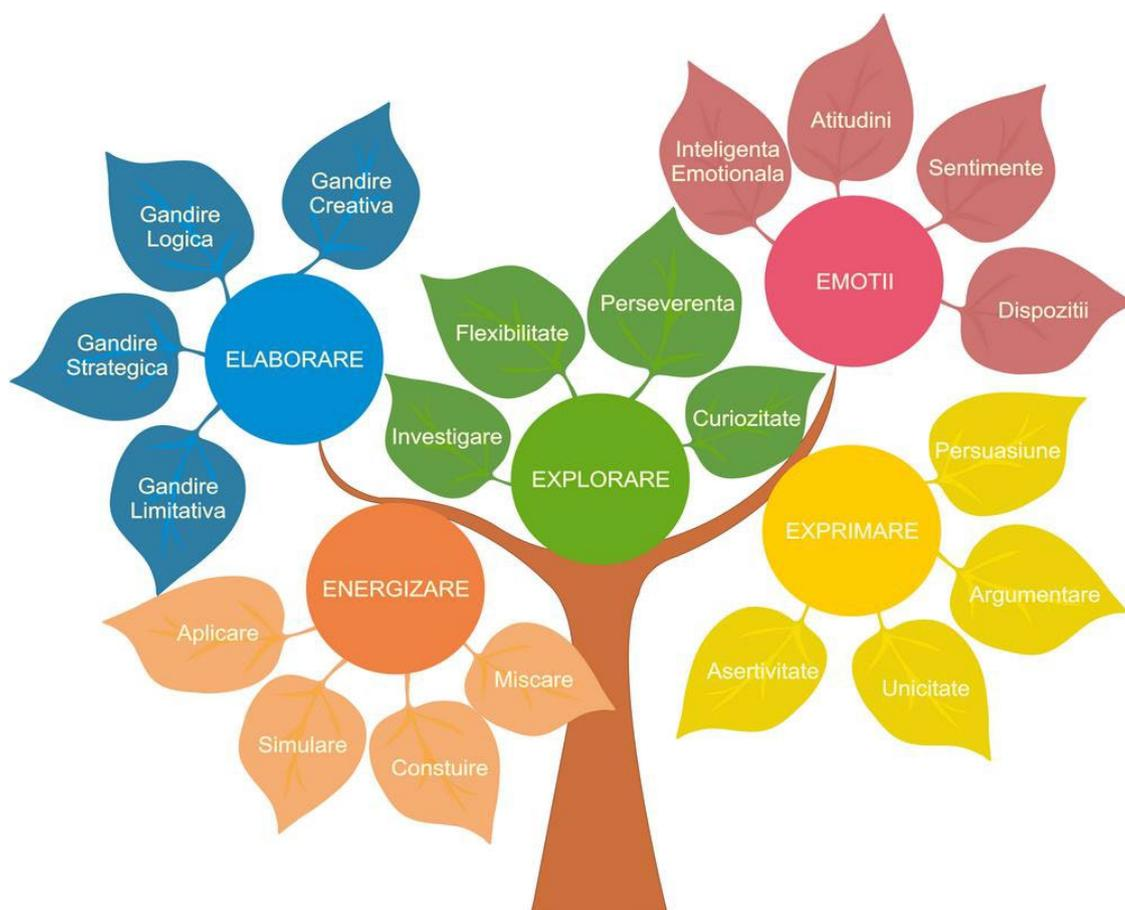 Gandire
Creativa
Gandire
Logica
Gandire
Strategica
Gandire
Limitativa
ELABORARE
Inteligenta
Emotionala
Atitudini
Sentimente
Dispozitii
EMOTII
Flexibilitate
Perseverenta
Investigare
Curiozitate
EXPLORARE
Persuasiune
EXPRIMARE
Argumentare
Asertivitate
Unicitate
ENERGIZARE
Aplicare
Miscare
Simulare
Constuire